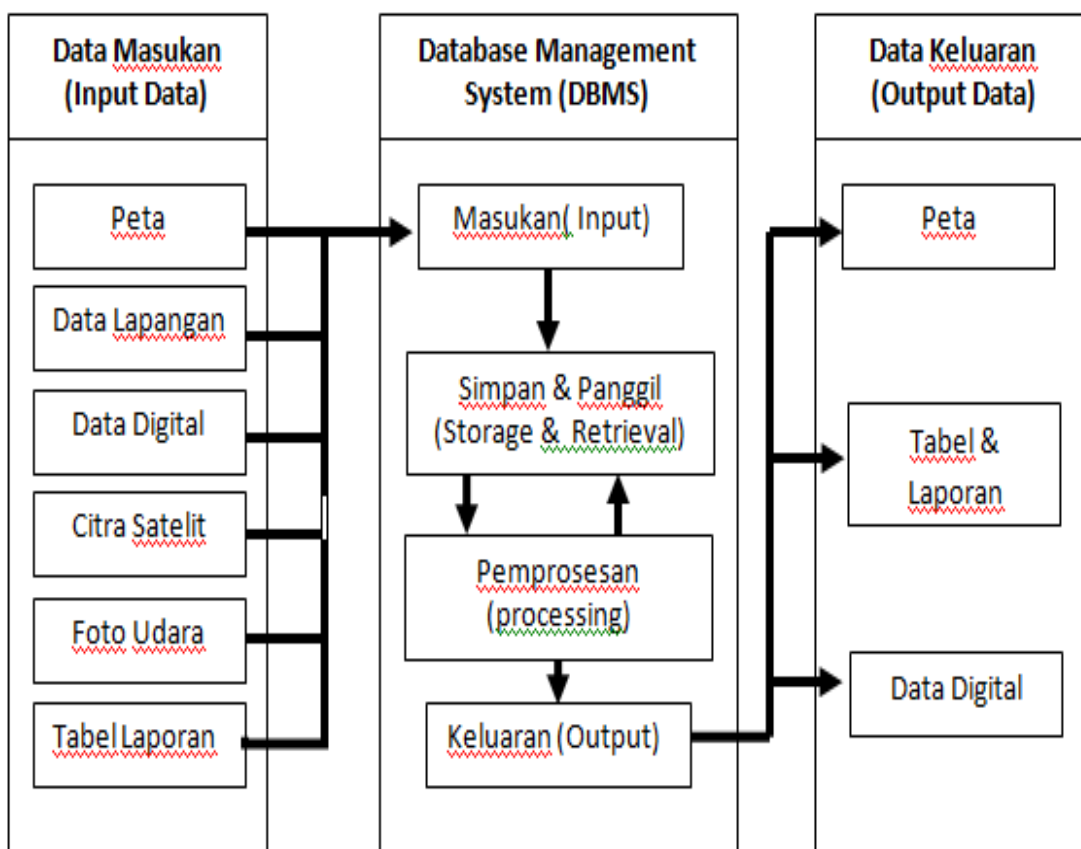 Data Masukan
(Input Data)
Peta
Data Lapangan
Data Digital
Citra Satelit
Foto Udara
Tabel Laporan
Database Management
System (DBMS)
Masukan( Input)
Simpan & Panggil
(Storage & Retrieval)
Pemprosesan
(processing)
Keluaran (Output)
Data Keluaran
(Output Data)
Peta
Tabel &
Laporan
Data Digital